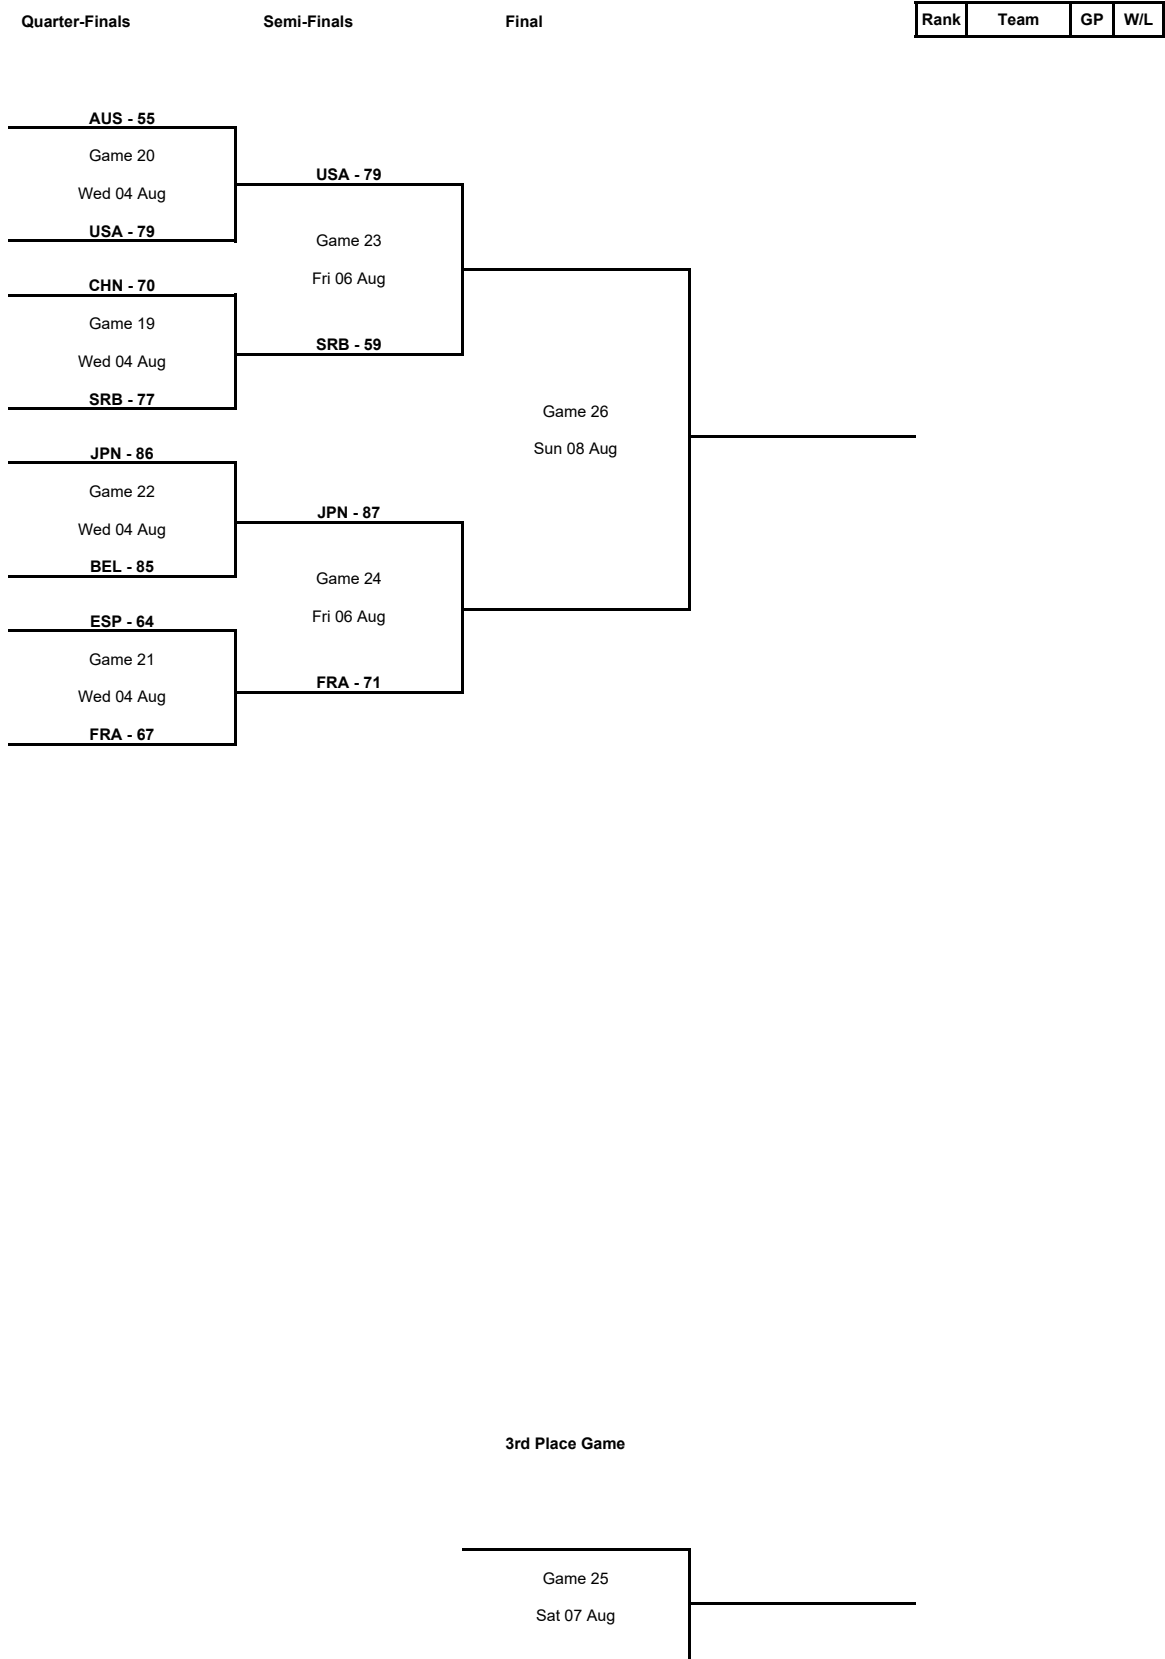 Quarter-Finals Semi-Finals Final Rank Team GP W/L
AUS - 55
Game 20
Wed 04 Aug
USA - 79
CHN - 70
Game 19
Wed 04 Aug
SRB - 77
JPN - 86
Game 22
Wed 04 Aug
BEL - 85
ESP - 64
Game 21
Wed 04 Aug
FRA - 67
USA - 79
Game 23
Fri 06 Aug
SRB - 59
JPN - 87
Game 24
Fri 06 Aug
FRA - 71
Game 26
Sun 08 Aug
3rd Place Game
Game 25
Sat 07 Aug